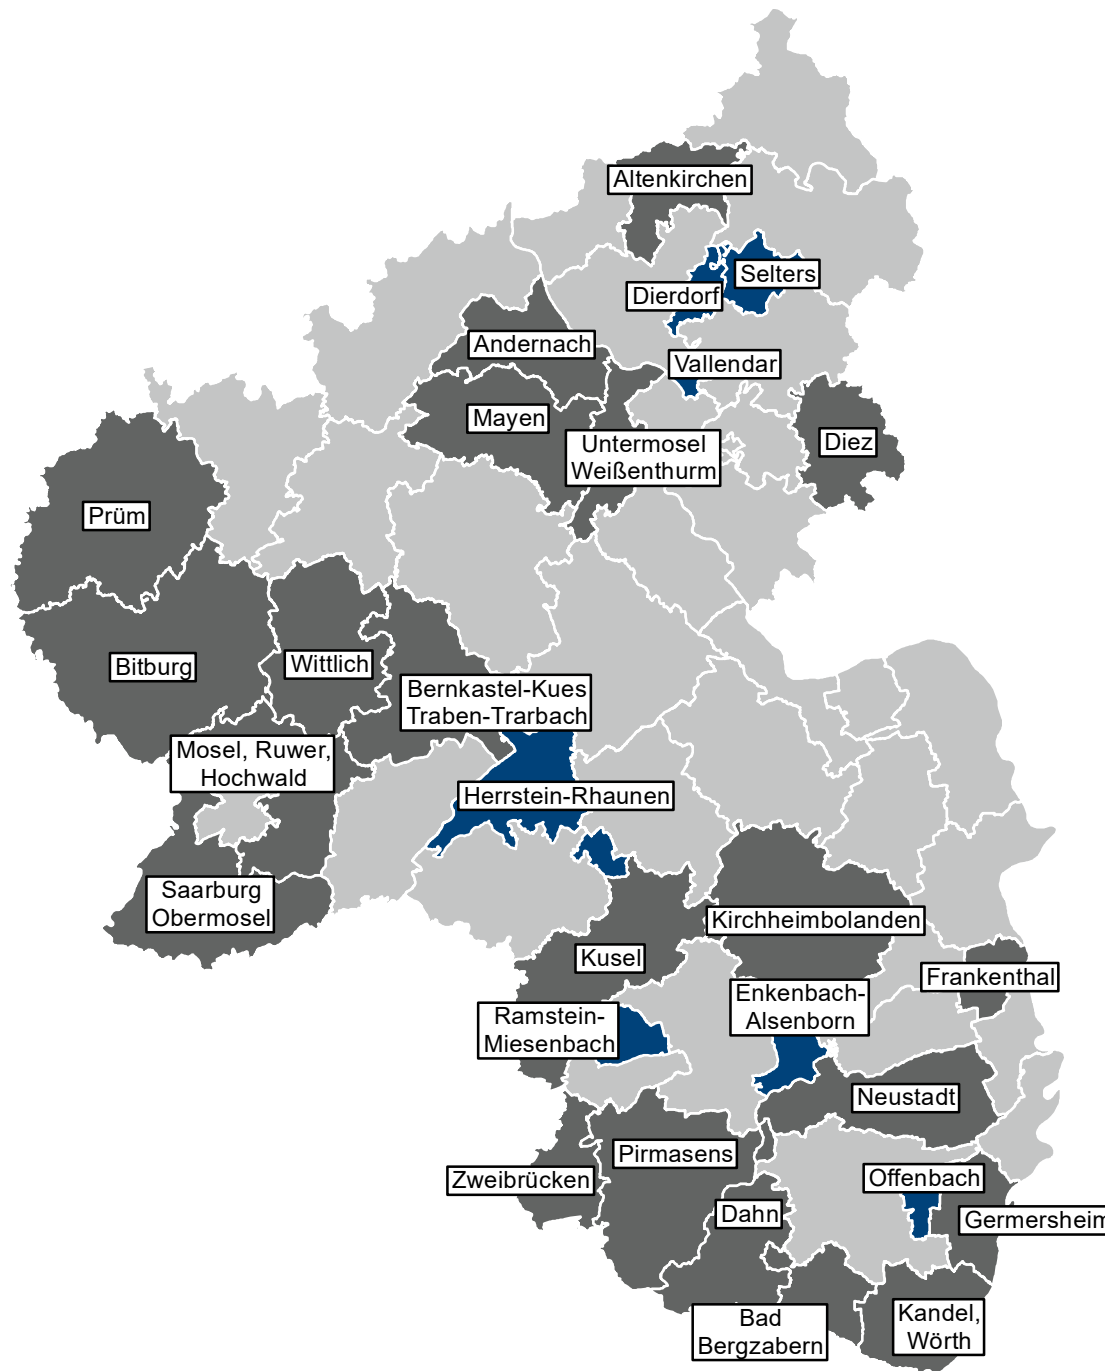 Altenkirchen
Selters
Dierdorf
Andernach
Vallendar
Mayen
Untermosel
Weißenthurm
Diez
Prüm
Bitburg
Wittlich
Bernkastel-Kues
Traben-Trarbach
Mosel, Ruwer,
Hochwald
Herrstein-Rhaunen
Saarburg
Obermosel
Kirchheimbolanden
Kusel
Frankenthal
Enkenbach-
Alsenborn
Ramstein-
Miesenbach
Neustadt
Pirmasens
Zweibrücken
Offenbach
Dahn
Germersheim
Bad
Bergzabern
Kandel,
Wörth